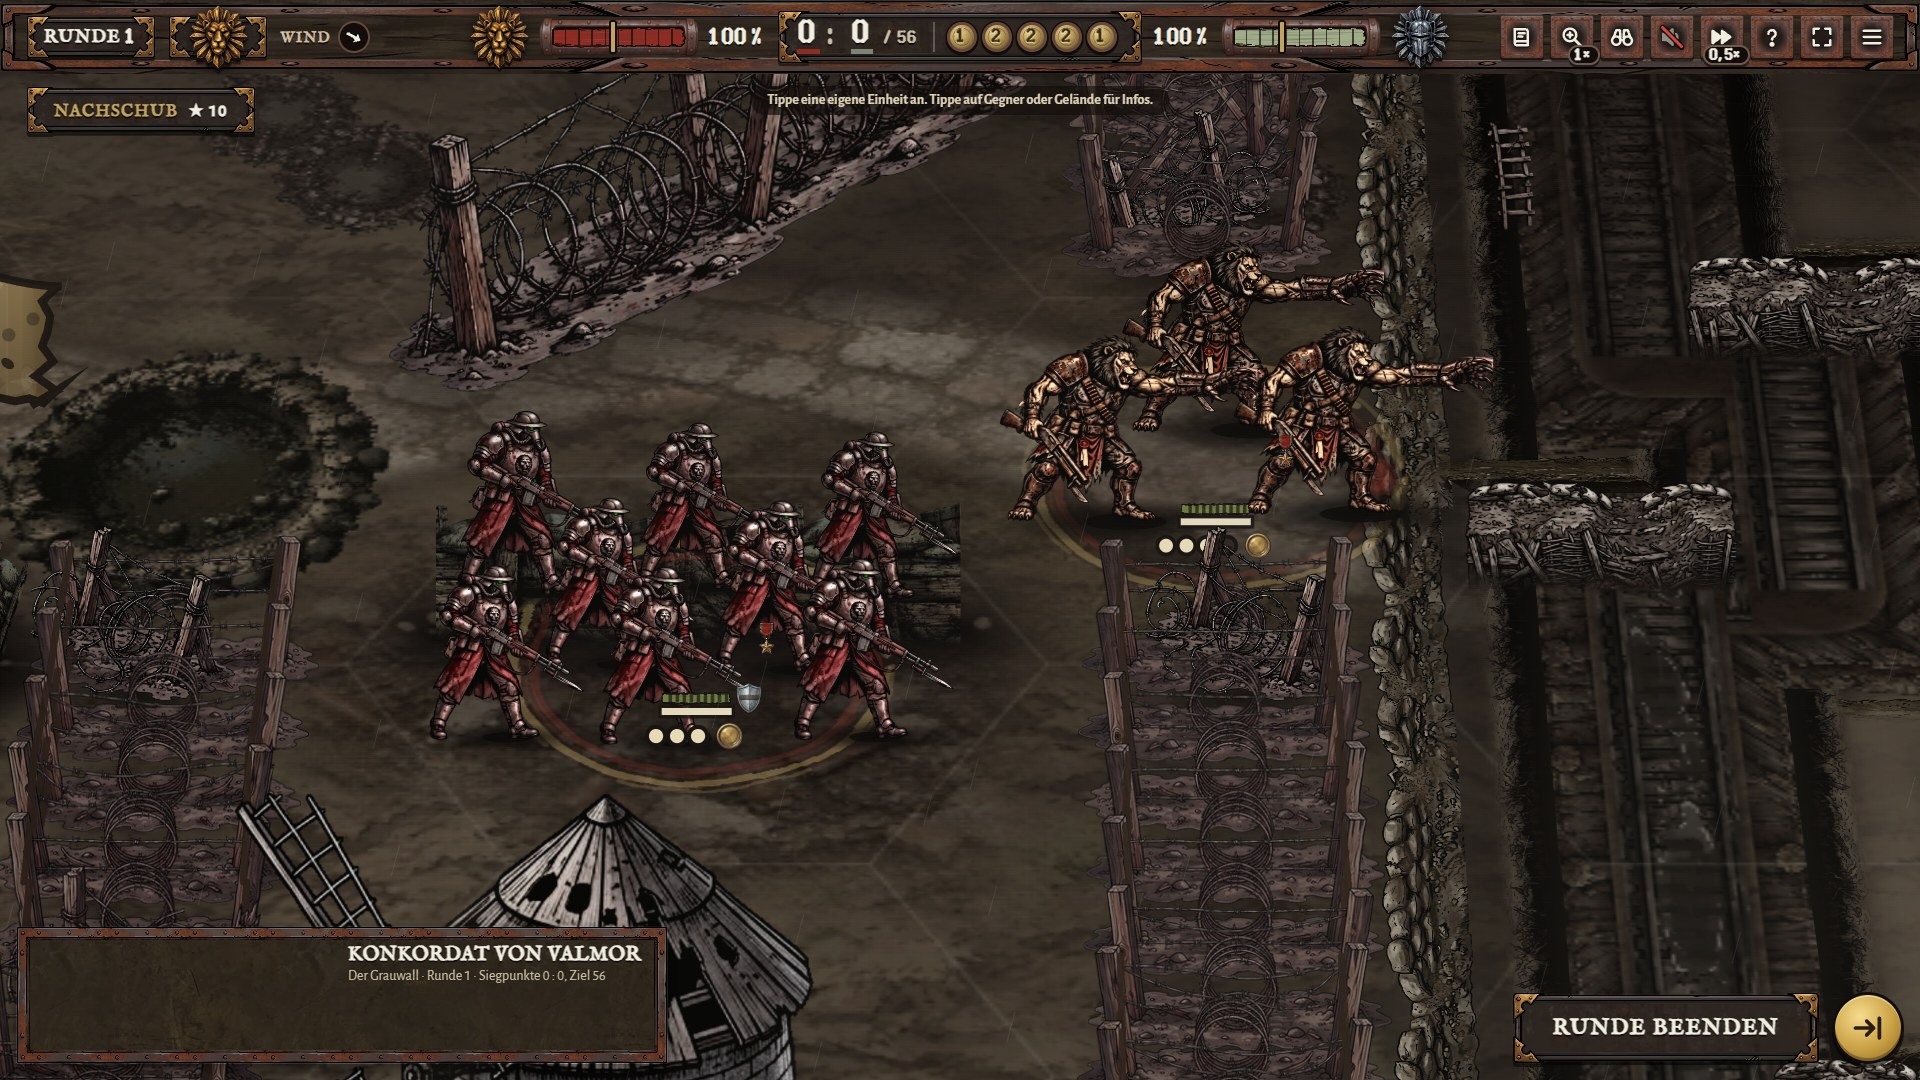 RUNDE 1
WIND
100%
0 : 0 / 56
1 2 2 2 1
100%
1x
0,5x
?
NACHSCHUB ★ 10
Tippe eine eigene Einheit an. Tippe auf Gegner oder Gelände für Infos.
KONKORDAT VON VALMOR
Der Grauwall · Runde 1 · Siegpunkte 0 : 0, Ziel 56
RUNDE BEENDEN